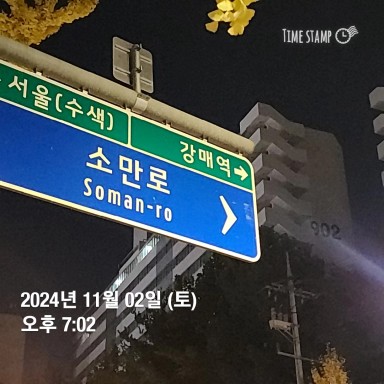 TIME STAMP
서울(수색)
강매역
소만로
Soman-ro
902
2024년 11월 02일 (토)
오후 7:02